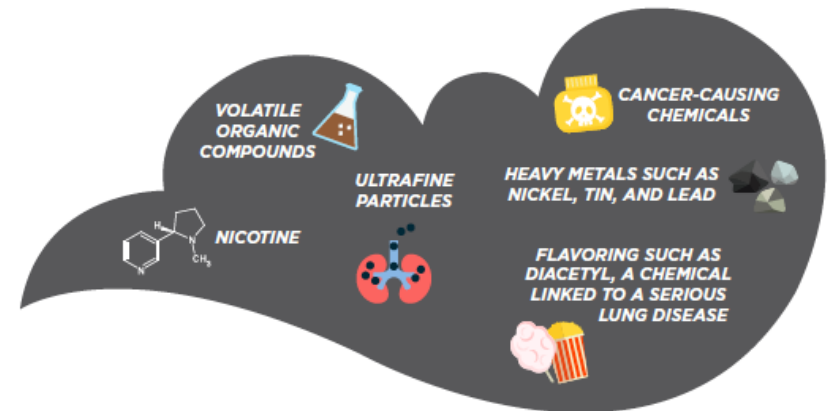 VOLATILE
ORGANIC
COMPOUNDS
CANCER-CAUSING
CHEMICALS
ULTRAFINE
PARTICLES
HEAVY METALS SUCH AS
NICKEL, TIN, AND LEAD
H
N
CH3
N
NICOTINE
FLAVORING SUCH AS
DIACETYL, A CHEMICAL
LINKED TO A SERIOUS
LUNG DISEASE